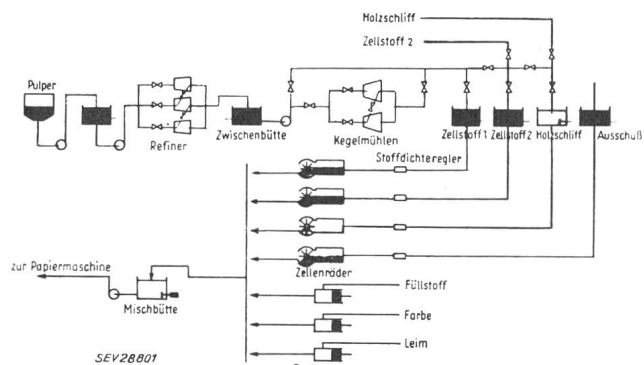 Holzschliff
Zellstoff 2
Pulper
Refiner
Zwischenbütte
Kegelmühlen
Zellstoff 1
Zellstoff 2
Holzschliff
Ausschuß
Stoffdichteregler
Zellenräder
zur Papiermaschine
Mischbütte
Füllstoff
Farbe
Leim
SEV28801